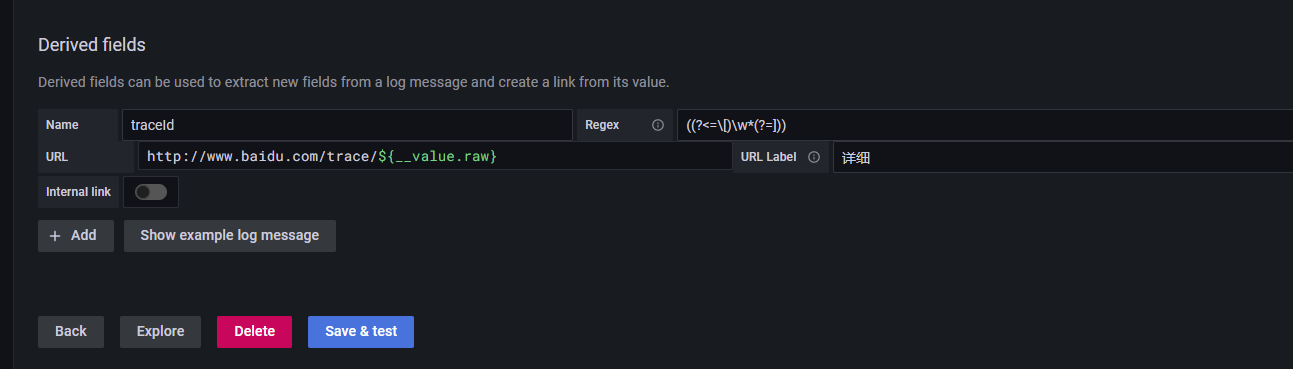 Derived fields
Derived fields can be used to extract new fields from a log message and create a link from its value.
Name traceId Regex ((?<=\[)\w*(?=]))
URL http://www.baidu.com/trace/${__value.raw} URL Label 详细
Internal link
+ Add Show example log message
Back Explore Delete Save & test